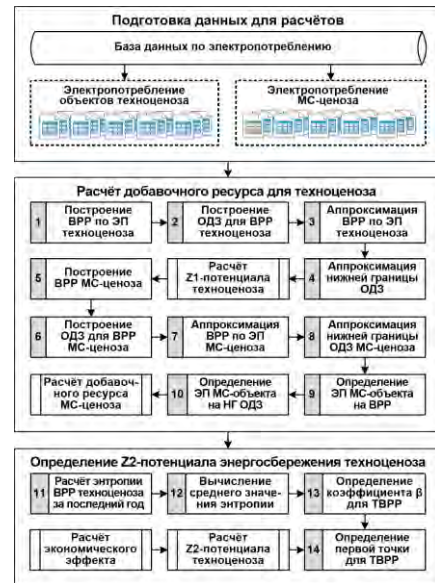 Подготовка данных для расчётов
База данных по электропотреблению
Электропотребление
объектов техноценоза
Электропотребление
МС-ценоза
Расчёт добавочного ресурса для техноценоза
1
Построение
ВРР по ЭП
техноценоза
2
Построение
ОДЗ для ВРР
техноценоза
3
Аппроксимация
ВРР по ЭП
техноценоза
5
Построение
ВРР МС-ценоза
Расчёт
Z1-потенциала
техноценоза
4
Аппроксимация
нижней границы
ОДЗ
6
Построение
ОДЗ для ВРР
МС-ценоза
7
Аппроксимация
ВРР по ЭП
МС-ценоза
8
Аппроксимация
нижней границы
ОДЗ МС-ценоза
Расчёт добавоч-
ного ресурса
МС-ценоза
10
Определение
ЭП МС-объекта
на НГ ОДЗ
9
Определение
ЭП МС-объекта
на ВРР
Определение Z2-потенциала энергосбережения техноценоза
11
Расчёт энтропии
ВРР техноценоза
за последний год
12
Вычисление
среднего значе-
ния энтропии
13
Определение
коэффициента β
для ТВРР
Расчёт
экономического
эффекта
Расчёт
Z2-потенциала
техноценоза
14
Определение
первой точки
для ТВРР